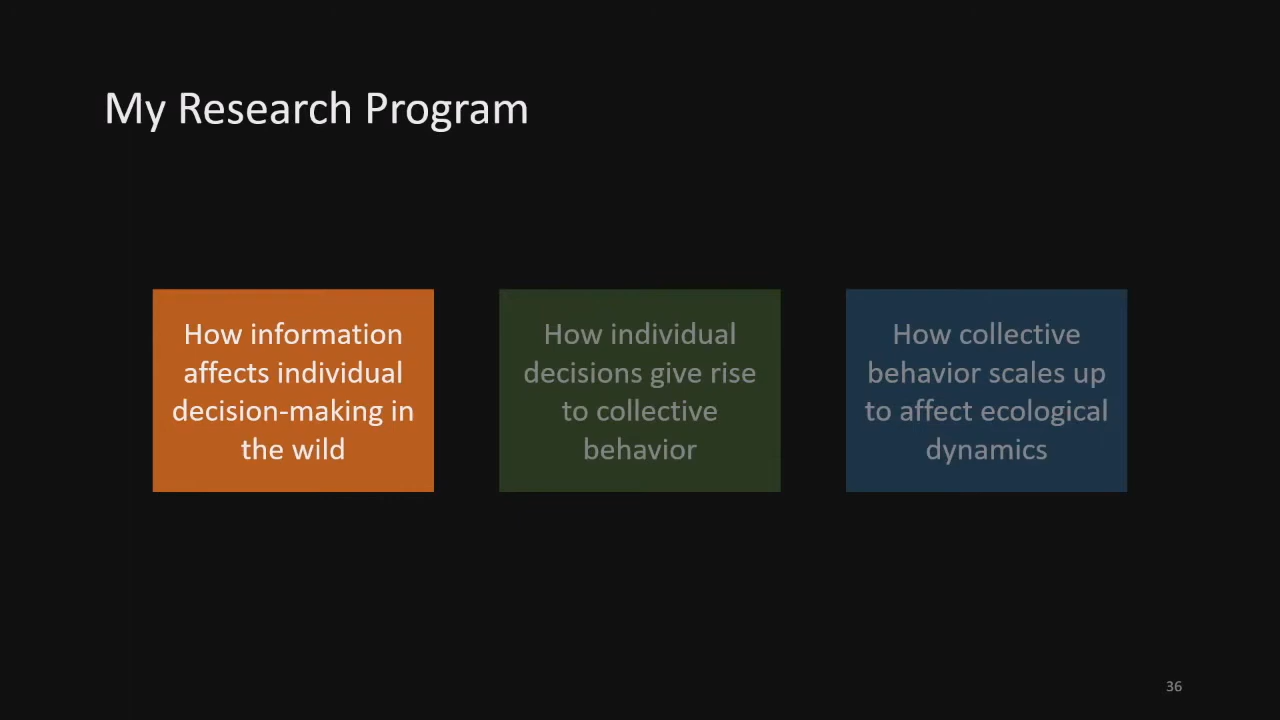 My Research Program
How information
affects individual
decision-making in
the wild
How individual
decisions give rise
to collective
behavior
How collective
behavior scales up
to affect ecological
dynamics
36